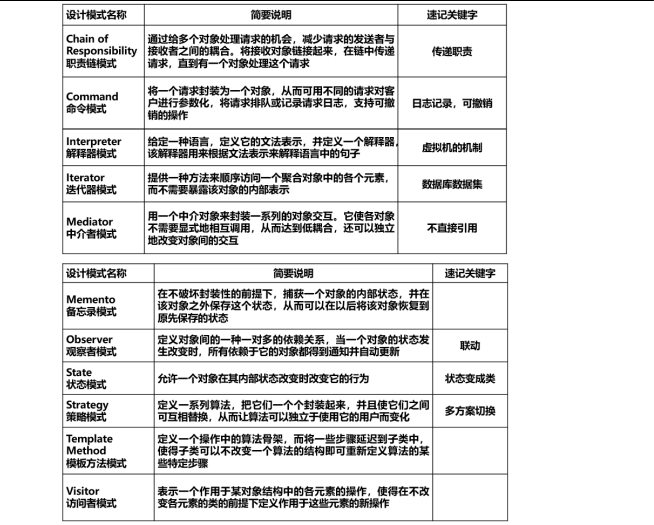 设计模式名称 简要说明 速记关键字
Chain of
Responsibility
职责链模式
通过给多个对象处理请求的机会，减少请求的发送者与
接收者之间的耦合。将接收对象链接起来，在链中传递
请求，直到有一个对象处理这个请求
传递职责
Command
命令模式
将一个请求封装为一个对象，从而可用不同的请求对客
户进行参数化，将请求排队或记录请求日志，支持可撤
销的操作
日志记录，可撤销
Interpreter
解释器模式
给定一种语言，定义它的文法表示，并定义一个解释器，
该解释器用来根据文法表示来解释语言中的句子
虚拟机的机制
Iterator
迭代器模式
提供一种方法来顺序访问一个聚合对象中的各个元素，
而不需要暴露该对象的内部表示
数据库数据集
Mediator
中介者模式
用一个中介对象来封装一系列的对象交互。它使各对象
不需要显式地相互调用，从而达到低耦合，还可以独立
地改变对象间的交互
不直接引用
设计模式名称 简要说明 速记关键字
Memento
备忘录模式
在不破坏封装性的前提下，捕获一个对象的内部状态，并在
该对象之外保存这个状态，从而可以在以后将该对象恢复到
原先保存的状态
Observer
观察者模式
定义对象间的一种一对多的依赖关系，当一个对象的状态发
生改变时，所有依赖于它的对象都得到通知并自动更新
联动
State
状态模式
允许一个对象在其内部状态改变时改变它的行为
状态变成类
Strategy
策略模式
定义一系列算法，把它们一个个封装起来，并且使它们之间
可互相替换，从而让算法可以独立于使用它的用户而变化
多方案切换
Template
Method
模板方法模式
定义一个操作中的算法骨架，而将一些步骤延迟到子类中，
使得子类可以不改变一个算法的结构即可重新定义算法的某
些特定步骤
Visitor
访问者模式
表示一个作用于某对象结构中的各元素的操作，使得在不改
变各元素的类的前提下定义作用于这些元素的新操作